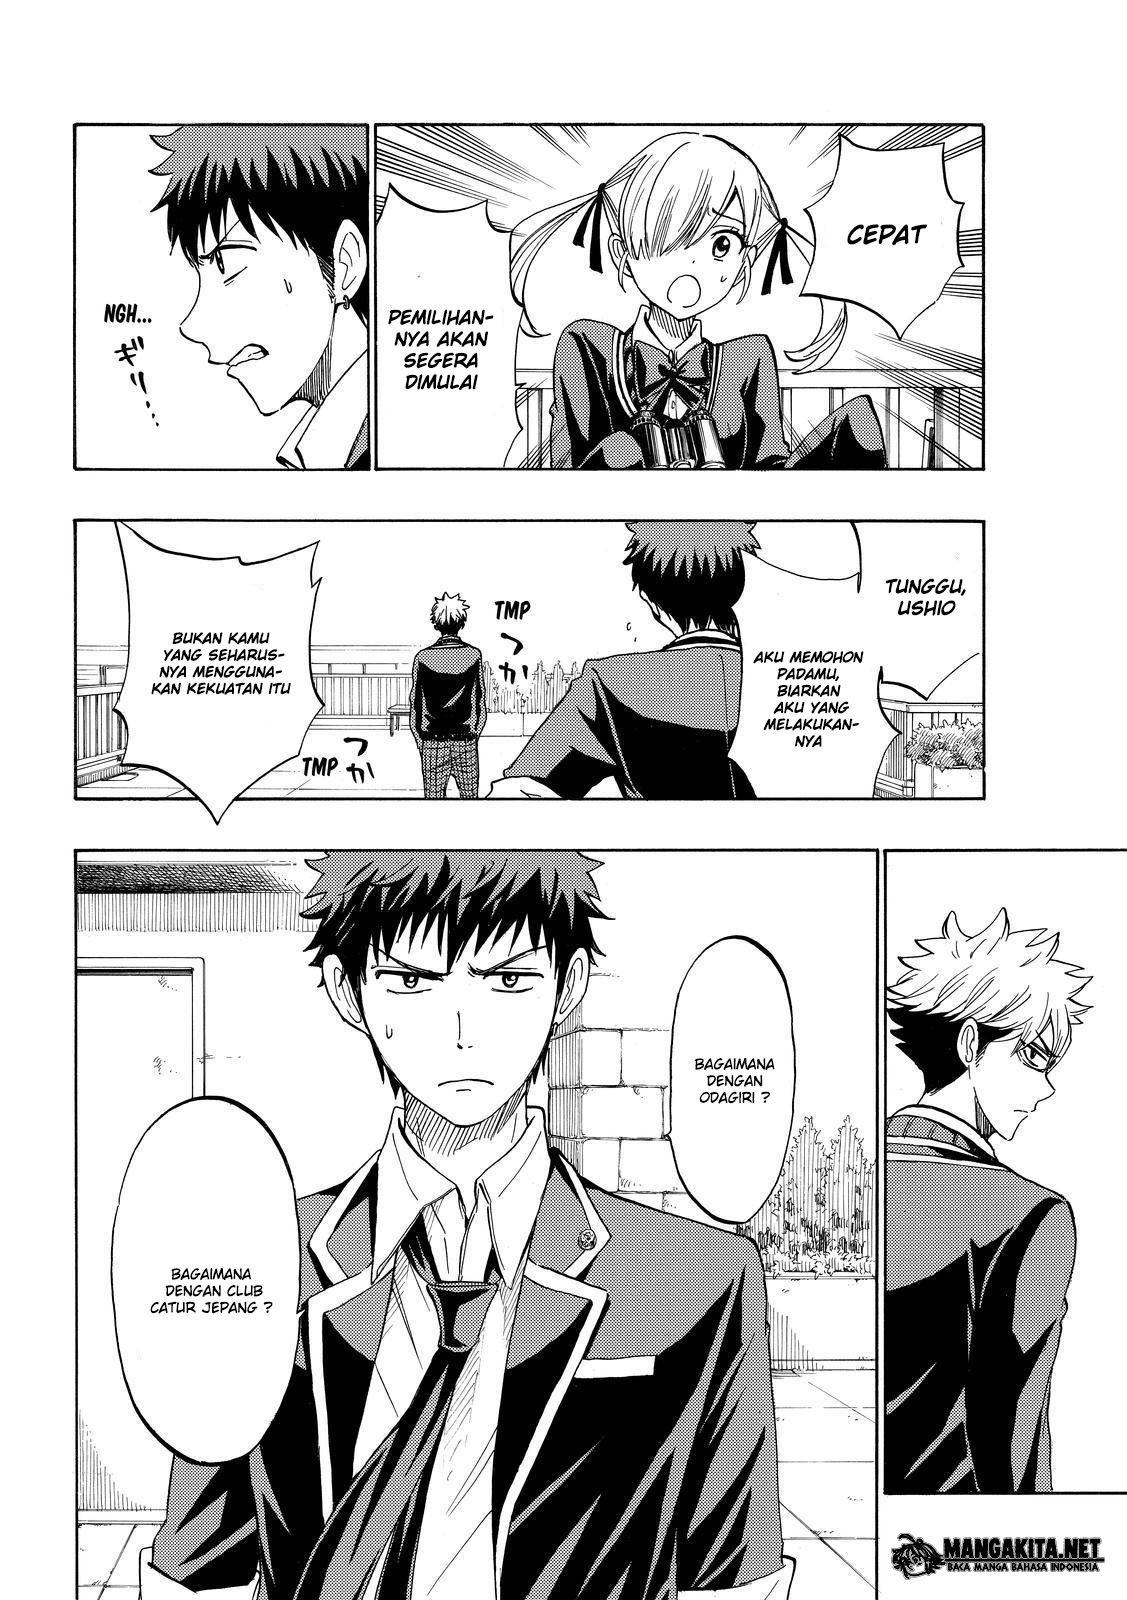 CEPAT
PEMILIHAN-
NYA AKAN
SEGERA
DIMULAI
NGH...
ギリ...
TUNGGU,
USHIO
AKU MEMOHON
PADAMU,
BIARKAN
AKU YANG
MELAKUKAN-
NYA
TMP
つか
TMP
つか
BUKAN KAMU
YANG SEHARUS-
NYA MENGGUNA-
KAN KEKUATAN ITU
BAGAIMANA
DENGAN
ODAGIRI ?
BAGAIMANA
DENGAN CLUB
CATUR JEPANG ?
MANGAKITA.NET
BACA MANGA BAHASA INDONESIA